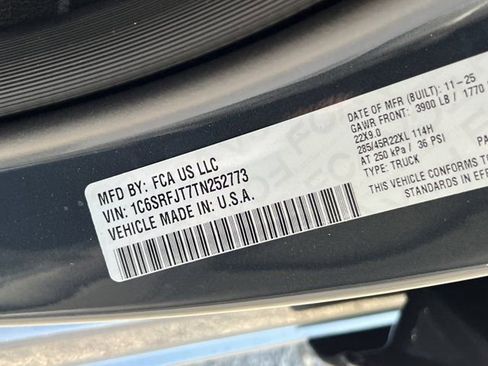 MFD BY: FCA US LLC
VIN: 1C6SRFJT7TN252773
VEHICLE MADE IN: U.S.A.
DATE OF MFR (BUILT): 11-25
GAWR FRONT: 3900 LB / 1770
22X9.0
285/45R22XL 114H
AT 250 kPa / 36 PSI
TYPE: TRUCK
THIS VEHICLE CONFORMS TO
STANDARDS IN EF